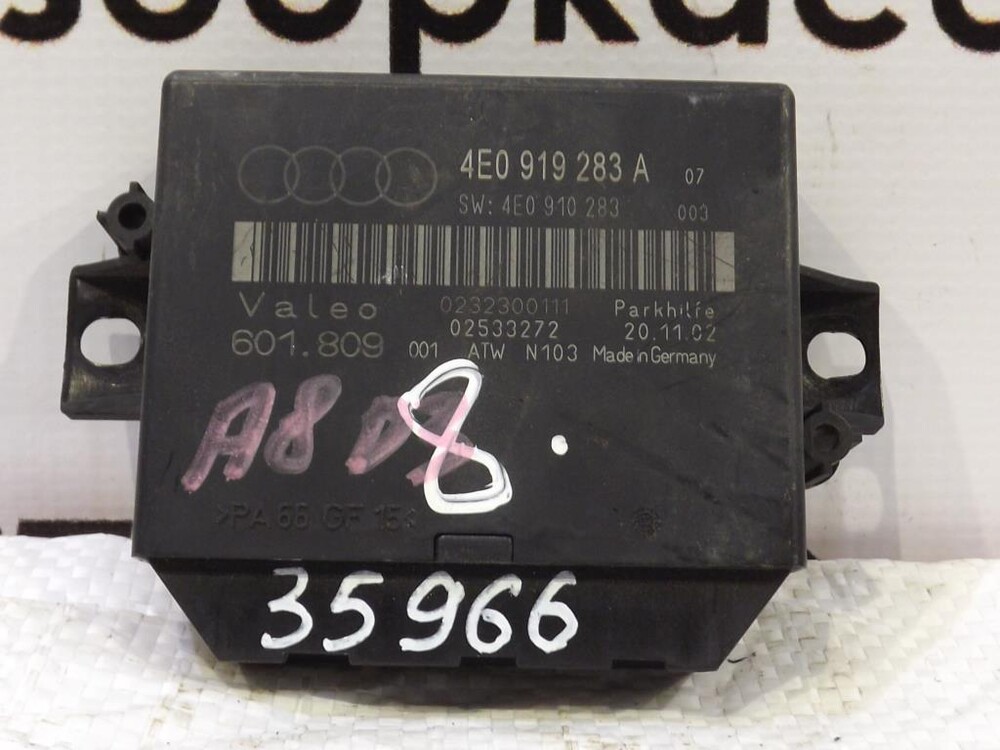 4E0 919 283 A 07
SW: 4E0 910 283 003
Valeo 0232300111 Parkhilfe
02533272 20.11.02
601.809 001 ATW N103 Made in Germany
A8 D3 8
>PA 66 GF 15<
35966